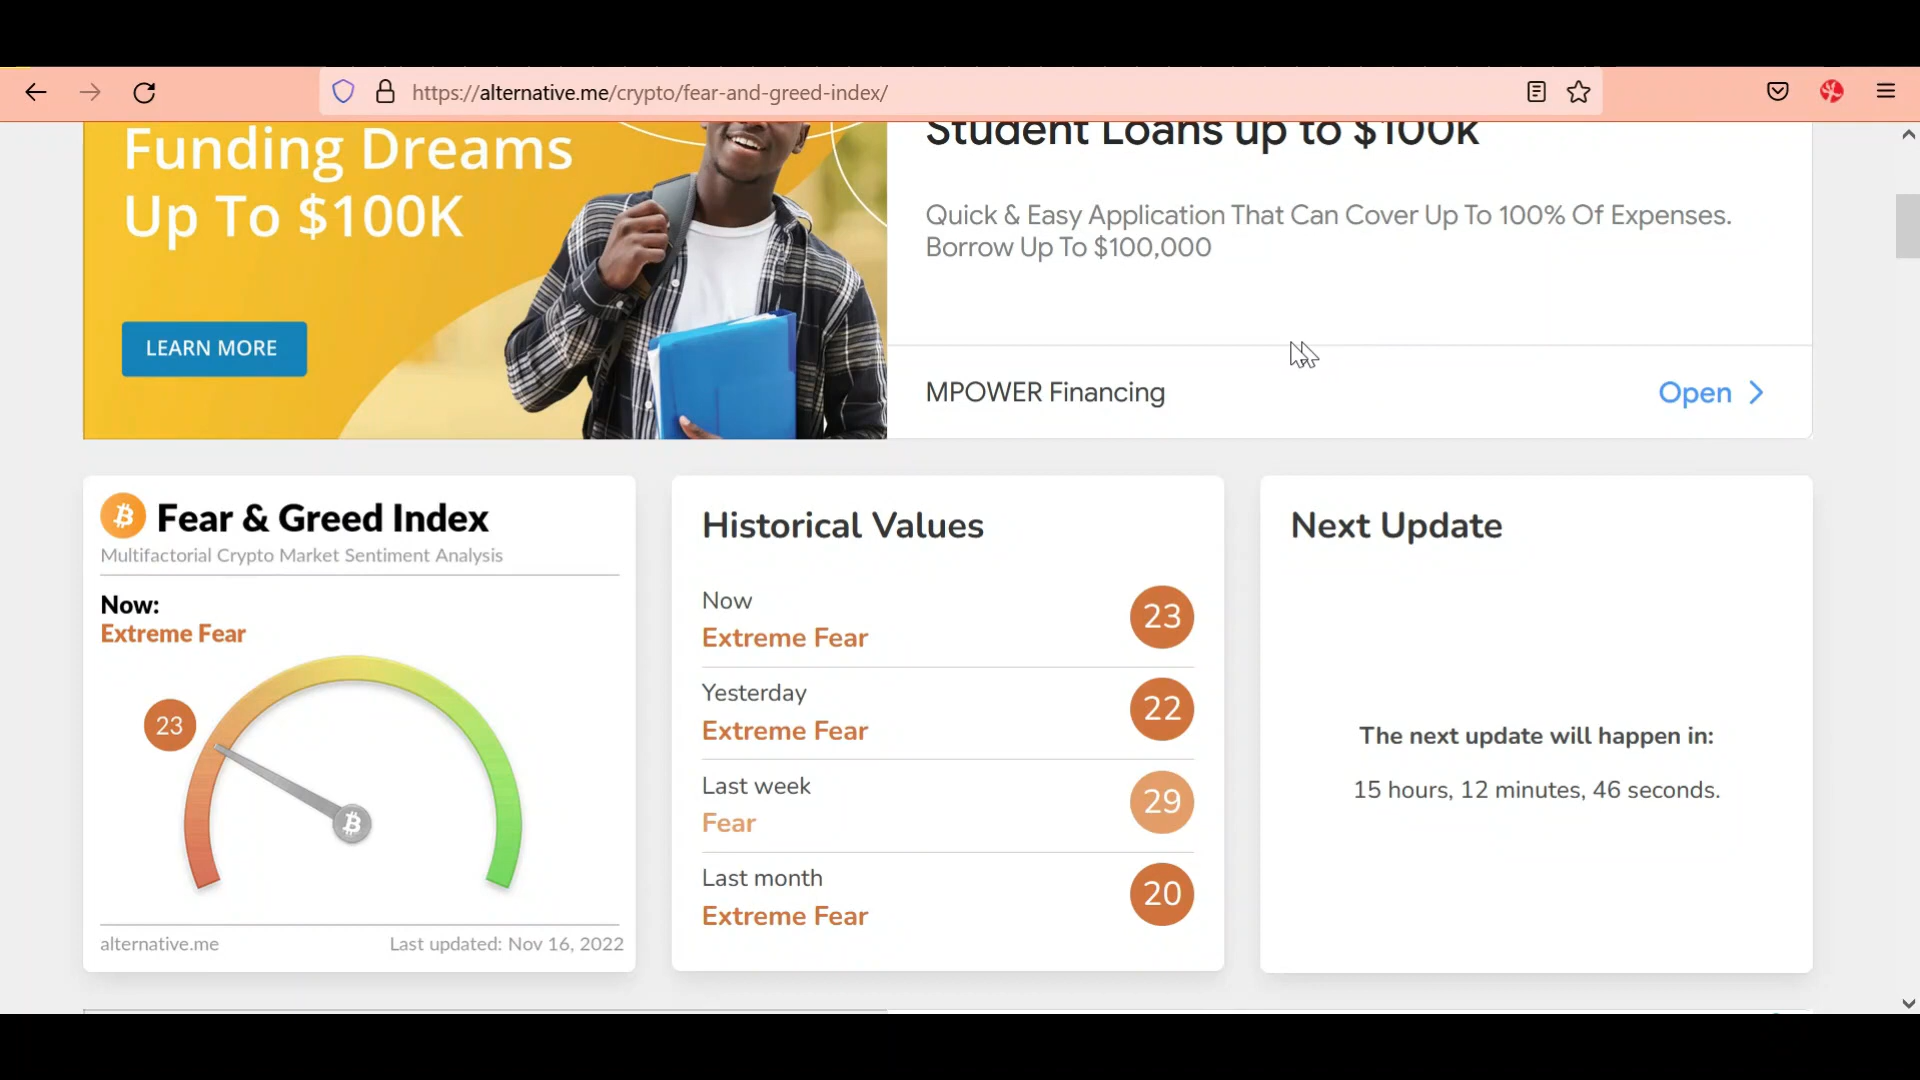 https://alternative.me/crypto/fear-and-greed-index/
Funding Dreams
Up To $100K
LEARN MORE
Student Loans up to $100k
Quick & Easy Application That Can Cover Up To 100% Of Expenses.
Borrow Up To $100,000
MPOWER Financing
Open
Fear & Greed Index
Multifactorial Crypto Market Sentiment Analysis
Now:
Extreme Fear
23
alternative.me
Last updated: Nov 16, 2022
Historical Values
Now
Extreme Fear
23
Yesterday
Extreme Fear
22
Last week
Fear
29
Last month
Extreme Fear
20
Next Update
The next update will happen in:
15 hours, 12 minutes, 46 seconds.